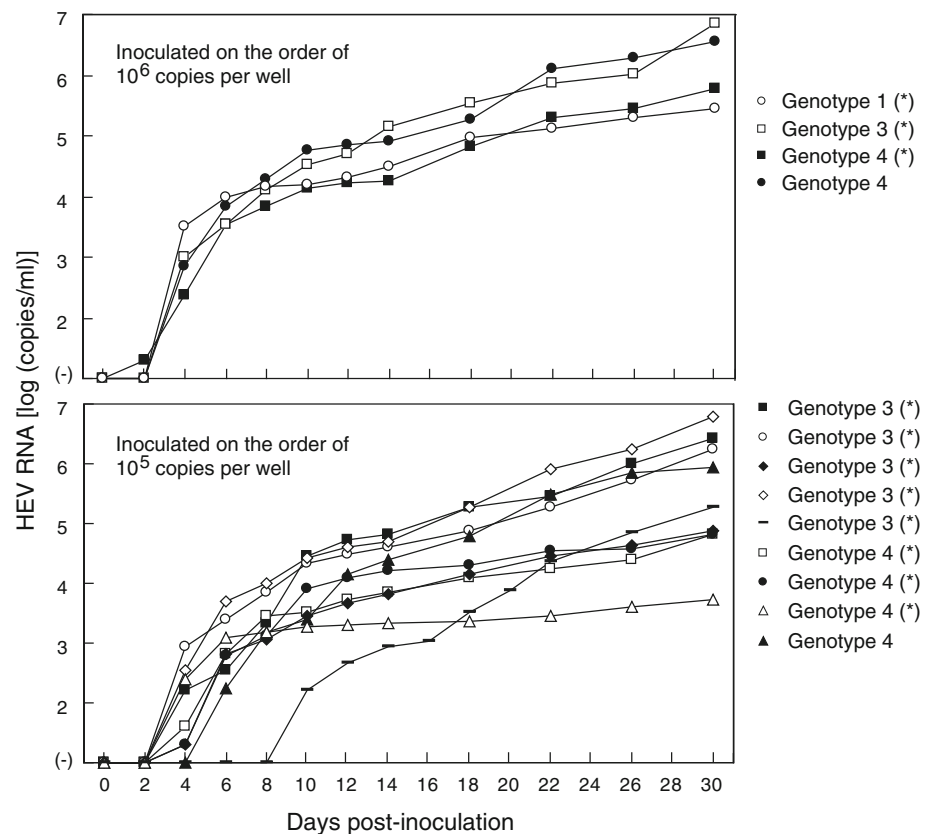 HEV RNA [log (copies/ml)]
7
6
5
4
3
2
(-)
Inoculated on the order of
10⁶ copies per well
Genotype 1 (*)
Genotype 3 (*)
Genotype 4 (*)
Genotype 4
7
6
5
4
3
2
(-)
Inoculated on the order of
10⁵ copies per well
Genotype 3 (*)
Genotype 3 (*)
Genotype 3 (*)
Genotype 3 (*)
Genotype 3 (*)
Genotype 4 (*)
Genotype 4 (*)
Genotype 4 (*)
Genotype 4
0 2 4 6 8 10 12 14 16 18 20 22 24 26 28 30
Days post-inoculation